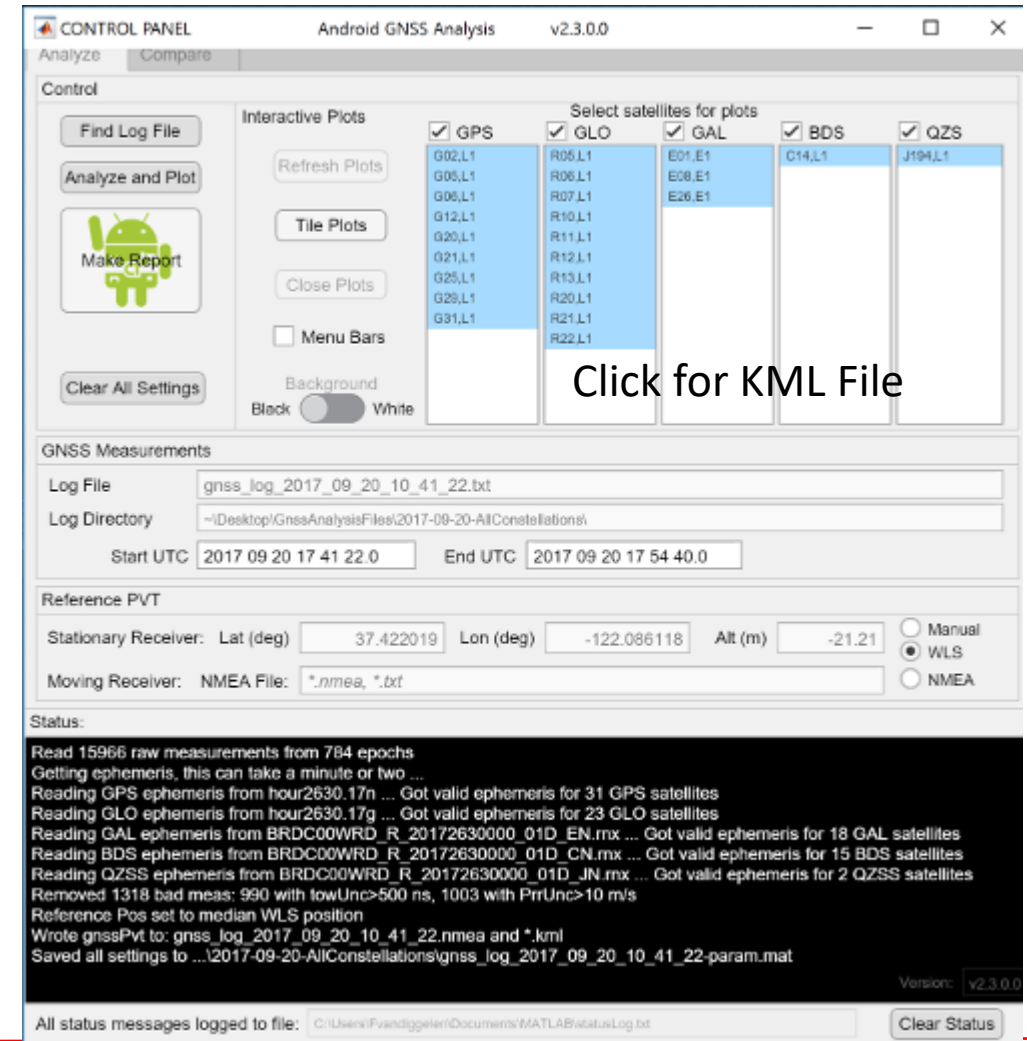 CONTROL PANEL Android GNSS Analysis v2.3.0.0
Analyze Compare
Control
Find Log File
Analyze and Plot
Make Report
Clear All Settings
Interactive Plots
Refresh Plots
Tile Plots
Close Plots
Menu Bars
Background
Black White
Select satellites for plots
GPS GLO GAL BDS QZS
G02,L1 R05,L1 E01,E1 C14,L1 J194,L1
G05,L1 R06,L1 E08,E1
G06,L1 R07,L1 E26,E1
G12,L1 R10,L1
G20,L1 R11,L1
G21,L1 R12,L1
G25,L1 R13,L1
G29,L1 R20,L1
G31,L1 R21,L1
R22,L1
Click for KML File
GNSS Measurements
Log File gnss_log_2017_09_20_10_41_22.txt
Log Directory ~\Desktop\GnssAnalysisFiles\2017-09-20-AllConstellations\
Start UTC 2017 09 20 17 41 22.0 End UTC 2017 09 20 17 54 40.0
Reference PVT
Stationary Receiver: Lat (deg) 37.422019 Lon (deg) -122.086118 Alt (m) -21.21
Manual
WLS
NMEA
Moving Receiver: NMEA File: *.nmea, *.txt
Status:
Read 15966 raw measurements from 784 epochs
Getting ephemeris, this can take a minute or two ...
Reading GPS ephemeris from hour2630.17n ... Got valid ephemeris for 31 GPS satellites
Reading GLO ephemeris from hour2630.17g ... Got valid ephemeris for 23 GLO satellites
Reading GAL ephemeris from BRDC00WRD_R_20172630000_01D_EN.rnx ... Got valid ephemeris for 18 GAL satellites
Reading BDS ephemeris from BRDC00WRD_R_20172630000_01D_CN.rnx ... Got valid ephemeris for 15 BDS satellites
Reading QZSS ephemeris from BRDC00WRD_R_20172630000_01D_JN.rnx ... Got valid ephemeris for 2 QZSS satellites
Removed 1318 bad meas: 990 with towUnc>500 ns, 1003 with PrrUnc>10 m/s
Reference Pos set to median WLS position
Wrote gnssPvt to: gnss_log_2017_09_20_10_41_22.nmea and *.kml
Saved all settings to ...\2017-09-20-AllConstellations\gnss_log_2017_09_20_10_41_22-param.mat
Version: v2.3.0.0
All status messages logged to file: C:\Users\Fvandiggelen\Documents\MATLAB\statusLog.txt
Clear Status